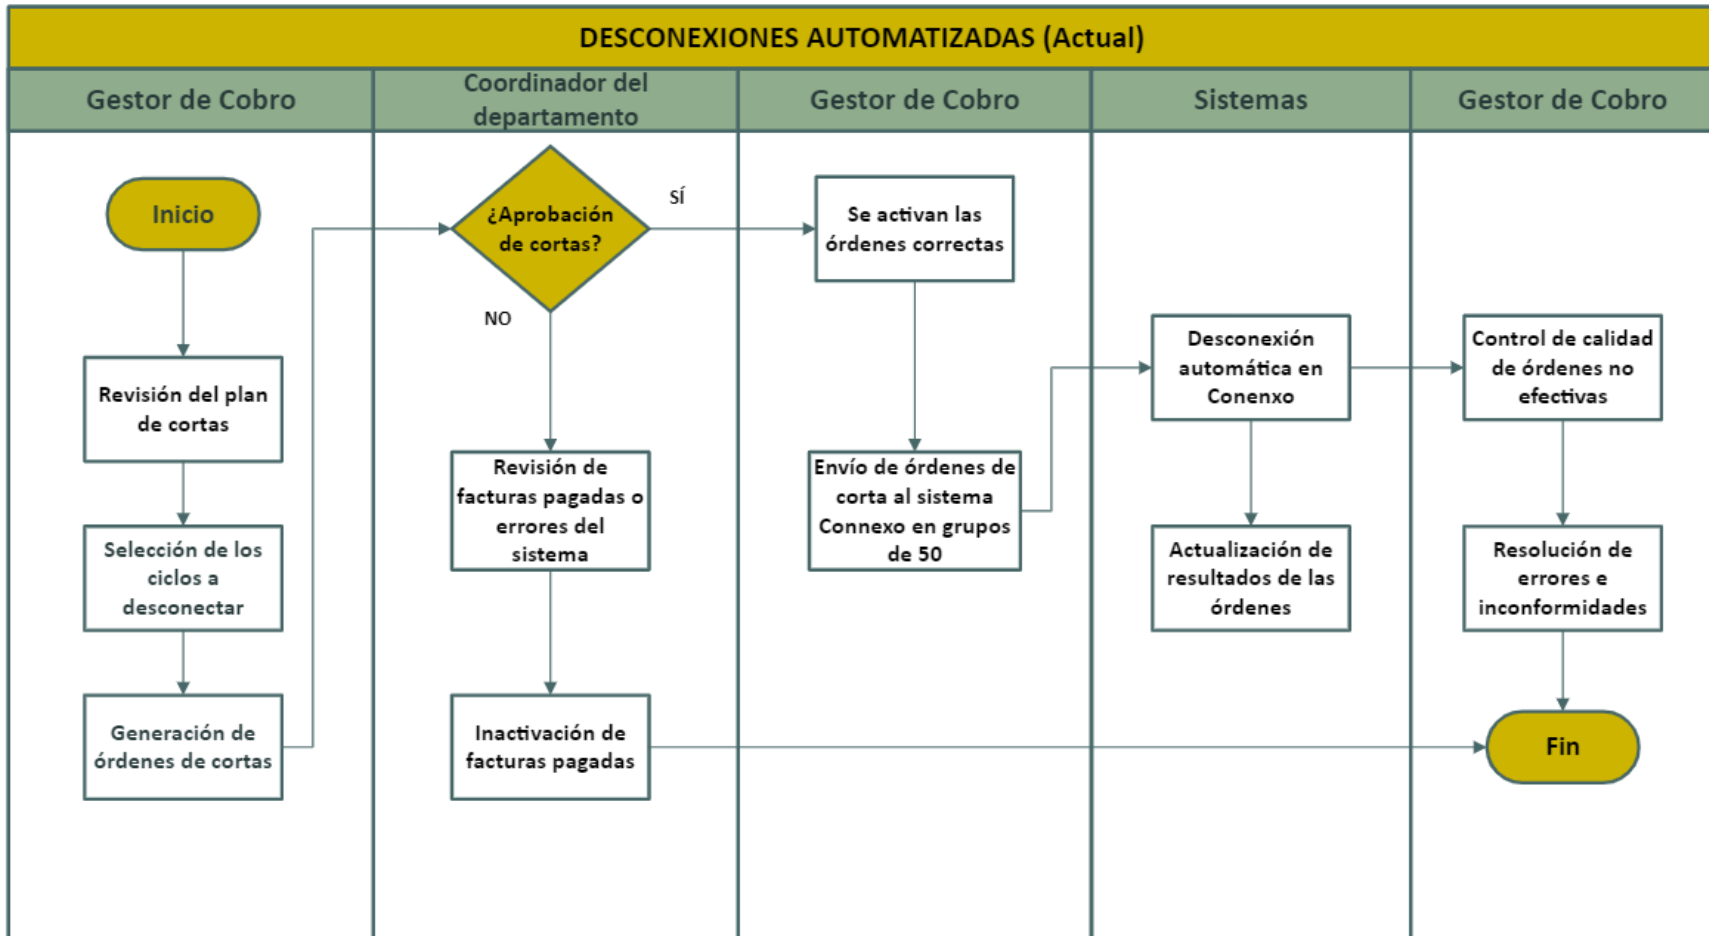 DESCONEXIONES AUTOMATIZADAS (Actual)
Gestor de Cobro
Coordinador del
departamento
Gestor de Cobro
Sistemas
Gestor de Cobro
Inicio
Revisión del plan
de cortas
Selección de los
ciclos a
desconectar
Generación de
órdenes de cortas
¿Aprobación
de cortas?
SÍ
NO
Revisión de
facturas pagadas o
errores del
sistema
Inactivación de
facturas pagadas
Se activan las
órdenes correctas
Envío de órdenes de
corta al sistema
Connexo en grupos
de 50
Desconexión
automática en
Conenxo
Actualización de
resultados de las
órdenes
Control de calidad
de órdenes no
efectivas
Resolución de
errores e
inconformidades
Fin